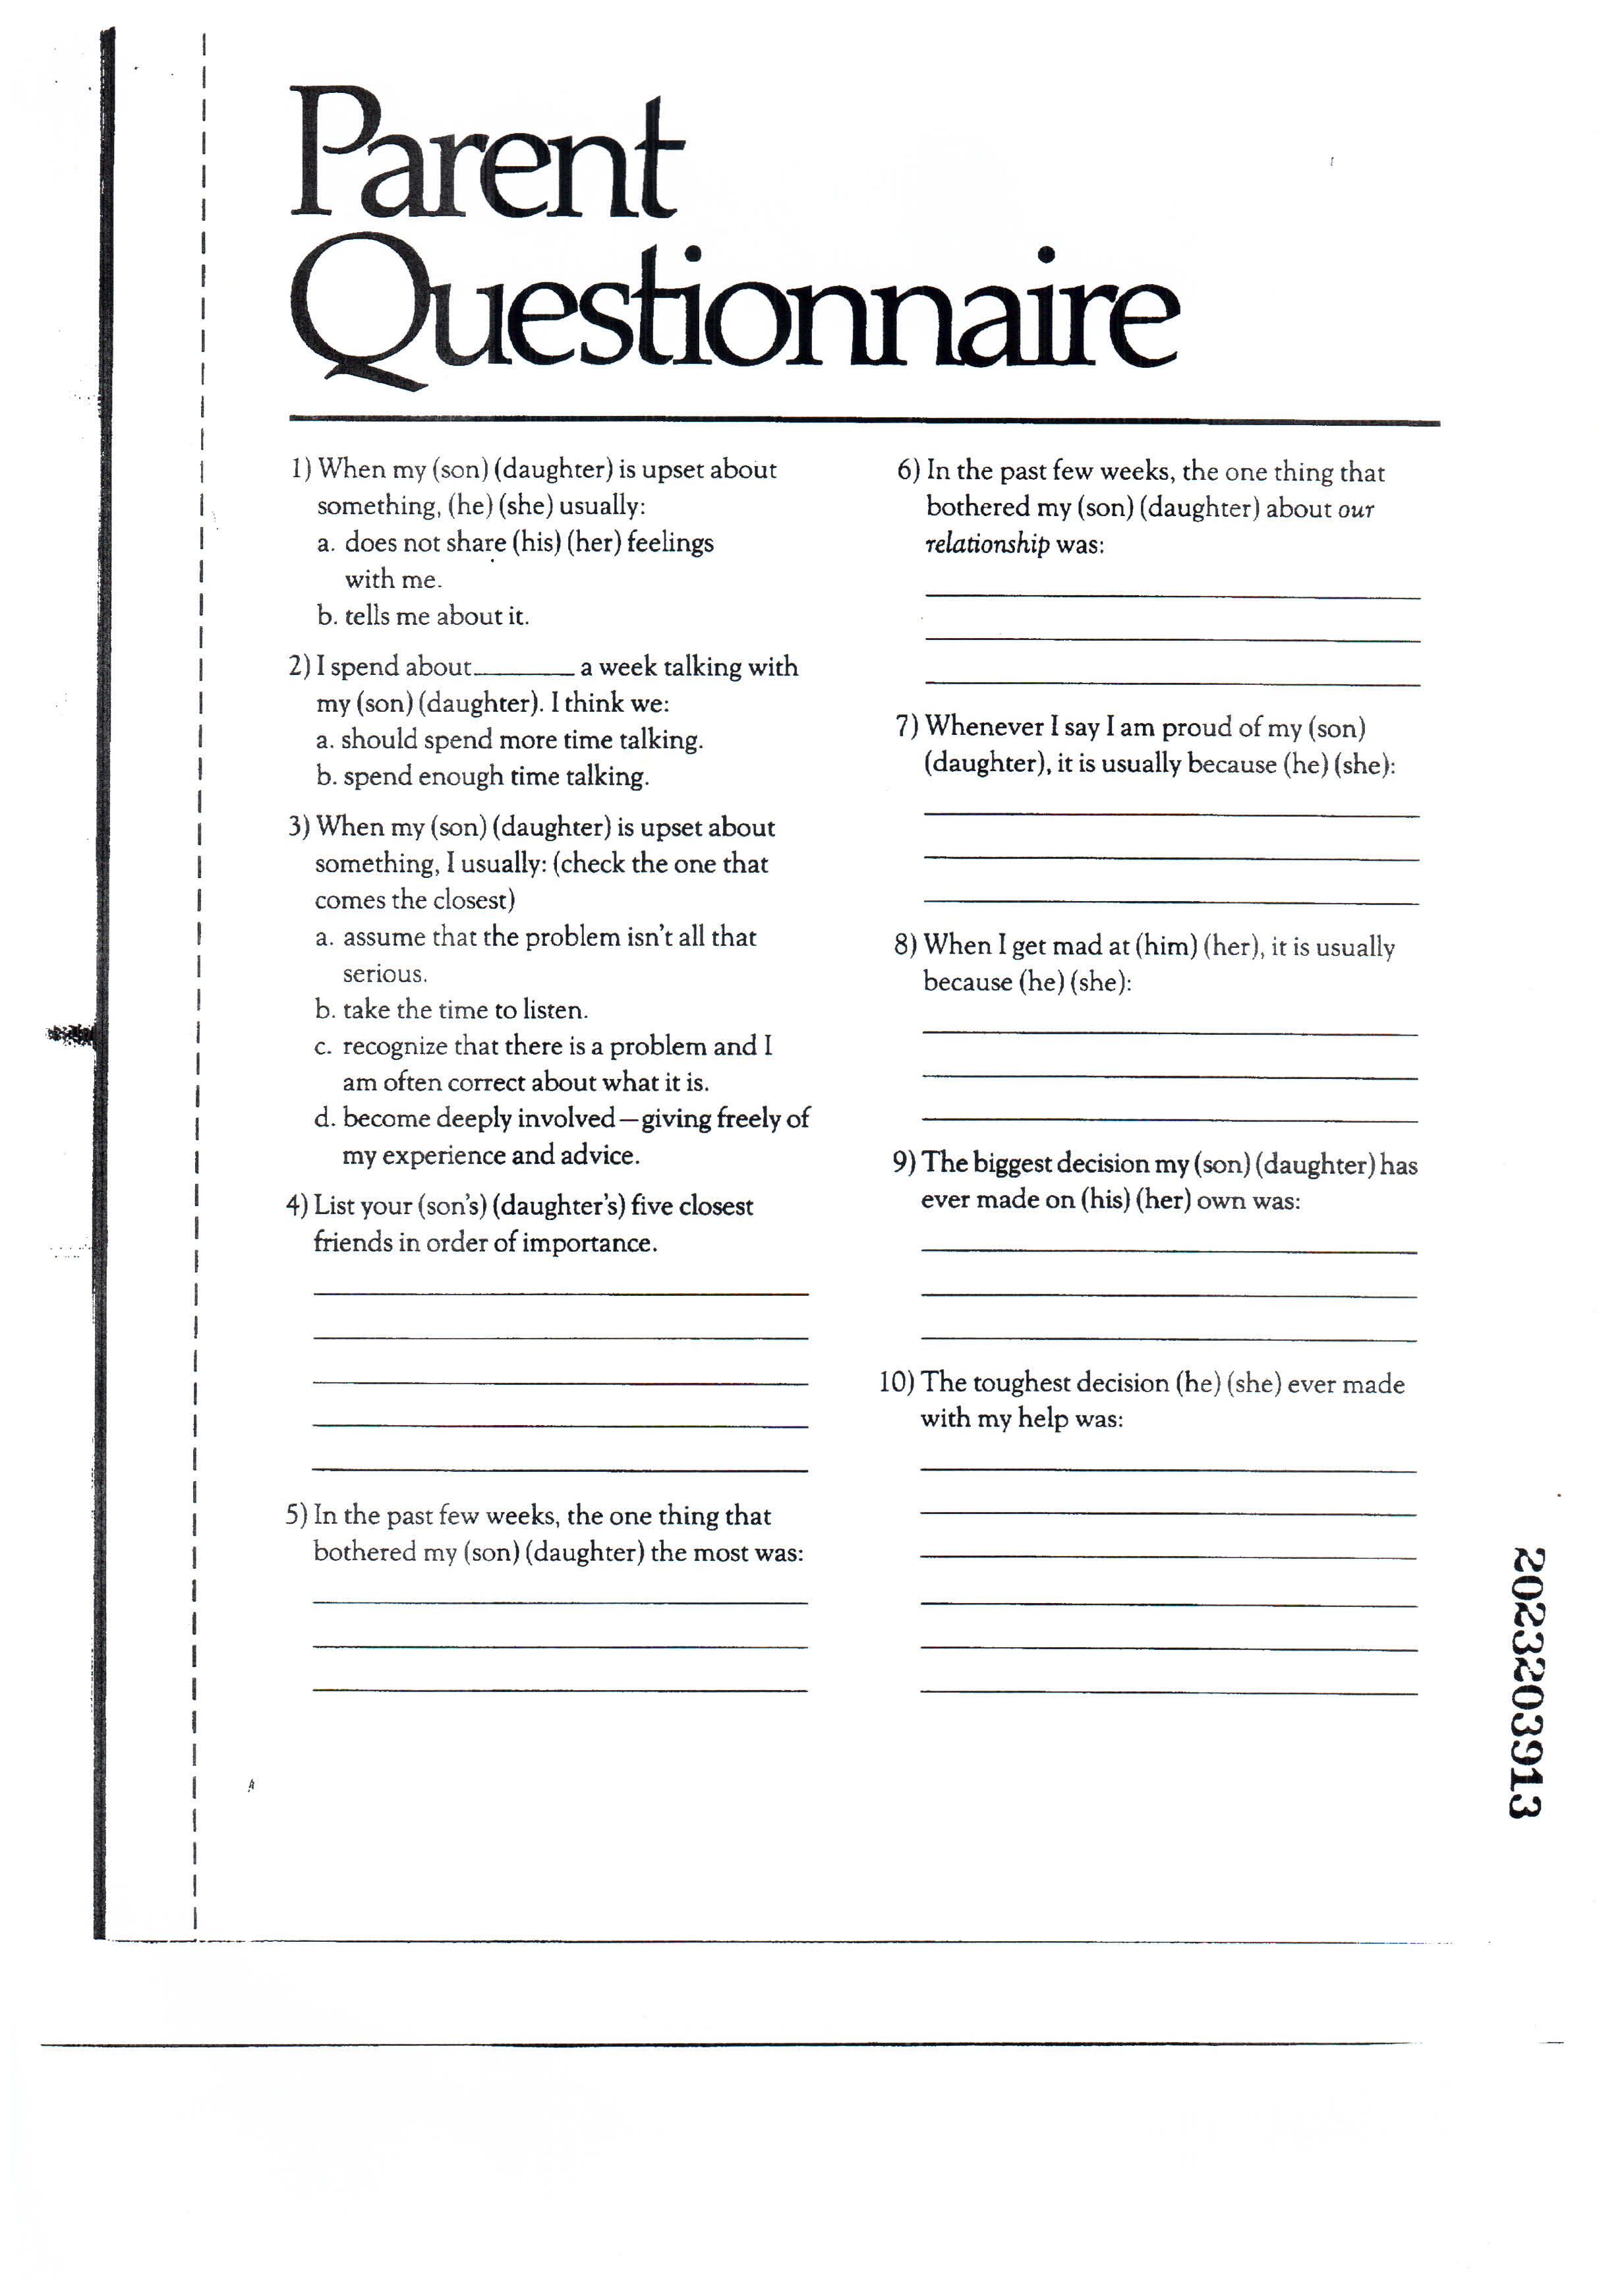 Parent
Questionnaire
1) When my (son) (daughter) is upset about
something, (he) (she) usually:
a. does not share (his) (her) feelings
with me.
b. tells me about it.
2) I spend about________ a week talking with
my (son) (daughter). I think we:
a. should spend more time talking.
b. spend enough time talking.
3) When my (son) (daughter) is upset about
something, I usually: (check the one that
comes the closest)
a. assume that the problem isn't all that
serious.
b. take the time to listen.
c. recognize that there is a problem and I
am often correct about what it is.
d. become deeply involved—giving freely of
my experience and advice.
4) List your (son's) (daughter's) five closest
friends in order of importance.
5) In the past few weeks, the one thing that
bothered my (son) (daughter) the most was:
6) In the past few weeks, the one thing that
bothered my (son) (daughter) about our
relationship was:
7) Whenever I say I am proud of my (son)
(daughter), it is usually because (he) (she):
8) When I get mad at (him) (her), it is usually
because (he) (she):
9) The biggest decision my (son) (daughter) has
ever made on (his) (her) own was:
10) The toughest decision (he) (she) ever made
with my help was:
2023203913